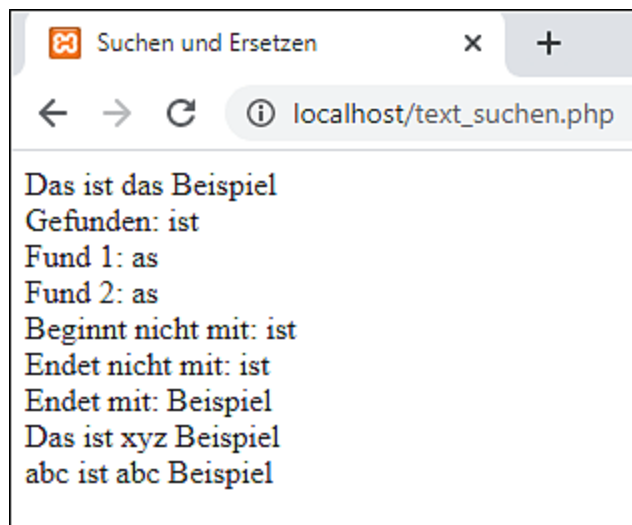 Suchen und Ersetzen
localhost/text_suchen.php
Das ist das Beispiel
Gefunden: ist
Fund 1: as
Fund 2: as
Beginnt nicht mit: ist
Endet nicht mit: ist
Endet mit: Beispiel
Das ist xyz Beispiel
abc ist abc Beispiel